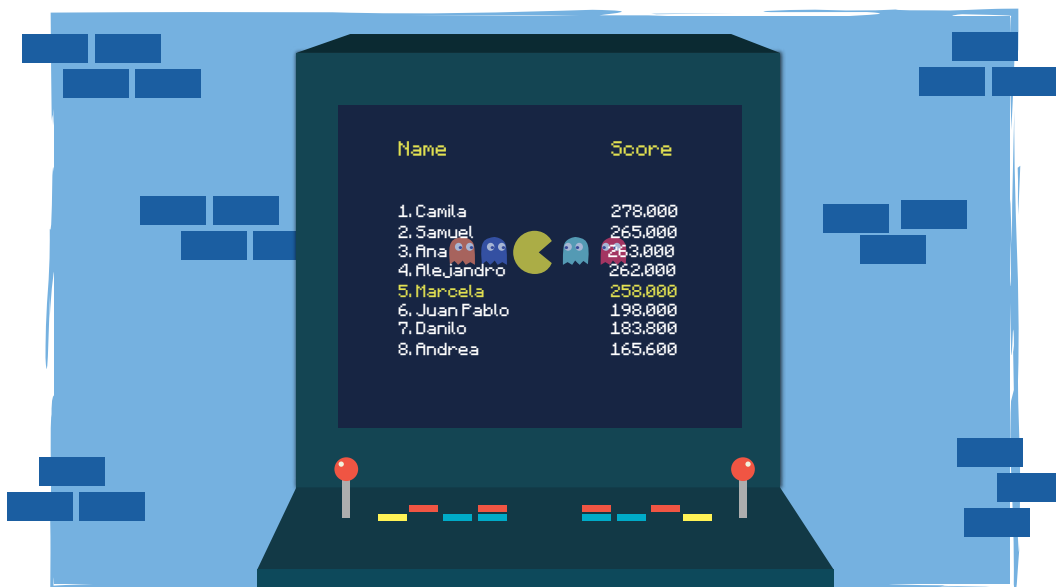 Name Score
1. Camila 278.000
2. Samuel 265.000
3. Ana 263.000
4. Alejandro 262.000
5. Marcela 258.000
6. Juan Pablo 198.000
7. Danilo 183.800
8. Andrea 165.600